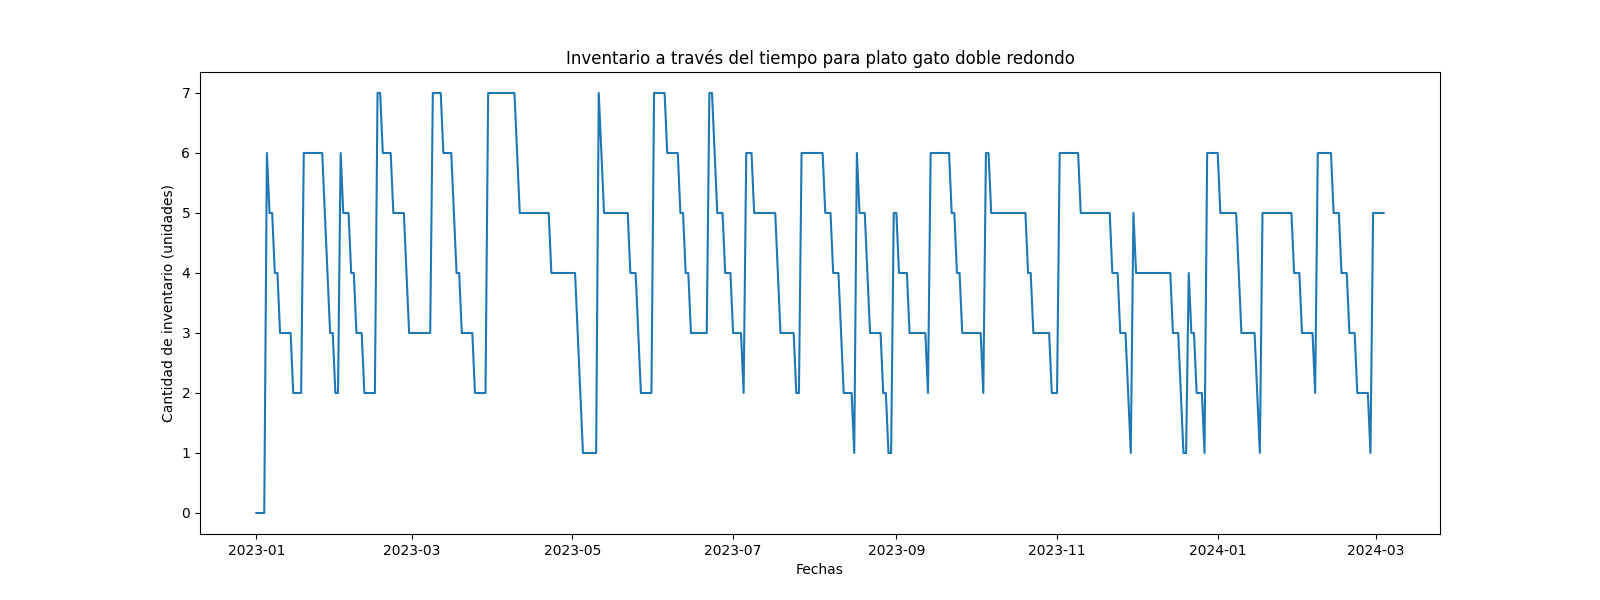 Inventario a través del tiempo para plato gato doble redondo
Cantidad de inventario (unidades)
7
6
5
4
3
2
1
0
2023-01 2023-03 2023-05 2023-07 2023-09 2023-11 2024-01 2024-03
Fechas